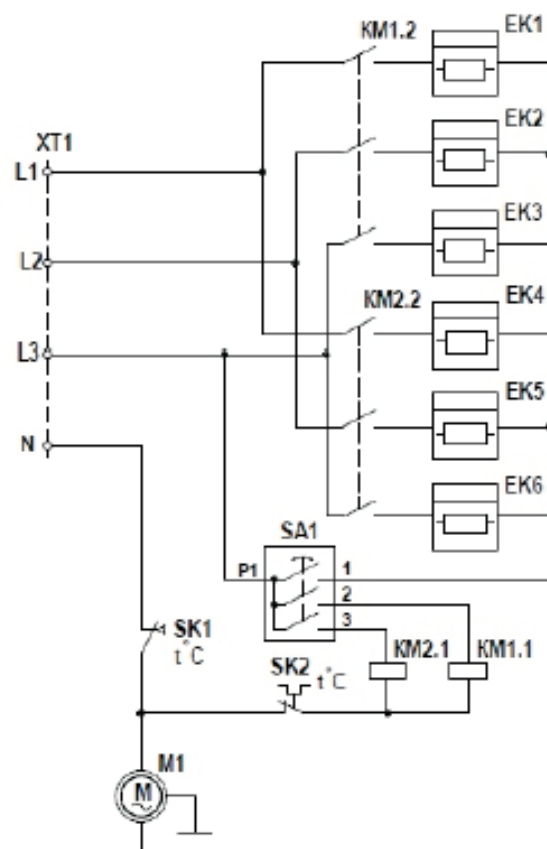 KM1.2
EK1
XT1
EK2
L1
EK3
L2
KM2.2
EK4
L3
EK5
N
EK6
SA1
P1
1
2
3
SK1
t°C
SK2
t°C
KM2.1
KM1.1
M1
M